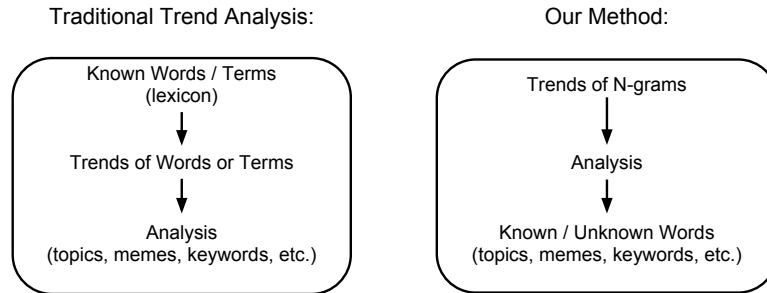 Traditional Trend Analysis:
Known Words / Terms
(lexicon)
Trends of Words or Terms
Analysis
(topics, memes, keywords, etc.)
Our Method:
Trends of N-grams
Analysis
Known / Unknown Words
(topics, memes, keywords, etc.)